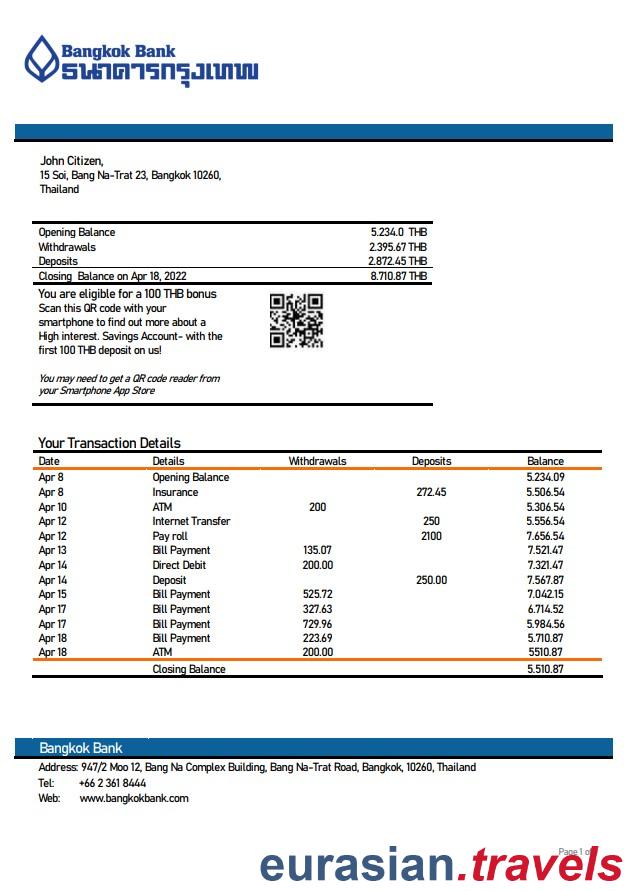 Bangkok Bank
ธนาคารกรุงเทพ
John Citizen,
15 Soi, Bang Na-Trat 23, Bangkok 10260,
Thailand
Opening Balance 5.234.0 THB
Withdrawals 2.395.67 THB
Deposits 2.872.45 THB
Closing Balance on Apr 18, 2022 8.710.87 THB
You are eligible for a 100 THB bonus
Scan this QR code with your
smartphone to find out more about a
High interest. Savings Account- with the
first 100 THB deposit on us!
You may need to get a QR code reader from
your Smartphone App Store
Your Transaction Details
Date Details Withdrawals Deposits Balance
Apr 8 Opening Balance 5.234.09
Apr 8 Insurance 272.45 5.506.54
Apr 10 ATM 200 5.306.54
Apr 12 Internet Transfer 250 5.556.54
Apr 12 Pay roll 2100 7.656.54
Apr 13 Bill Payment 135.07 7.521.47
Apr 14 Direct Debit 200.00 7.321.47
Apr 14 Deposit 250.00 7.567.87
Apr 15 Bill Payment 525.72 7.042.15
Apr 17 Bill Payment 327.63 6.714.52
Apr 17 Bill Payment 729.96 5.984.56
Apr 18 Bill Payment 223.69 5.710.87
Apr 18 ATM 200.00 5510.87
Closing Balance 5.510.87
Bangkok Bank
Address: 947/2 Moo 12, Bang Na Complex Building, Bang Na-Trat Road, Bangkok, 10260, Thailand
Tel: +66 2 361 8444
Web: www.bangkokbank.com
Page 1 of
eurasian.travels